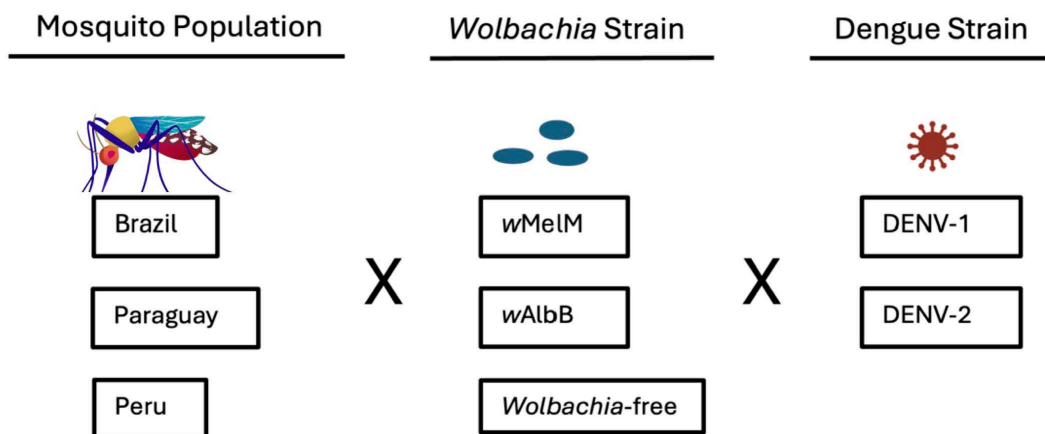 Mosquito Population
Wolbachia Strain
Dengue Strain
Brazil
wMelM
DENV-1
X
X
Paraguay
wAlbB
DENV-2
Peru
Wolbachia-free